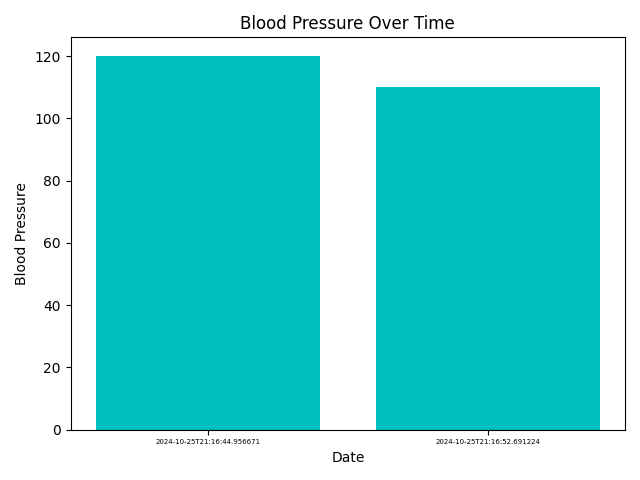 Blood Pressure Over Time
Blood Pressure
120
100
80
60
40
20
0
2024-10-25T21:16:44.956671
2024-10-25T21:16:52.691224
Date